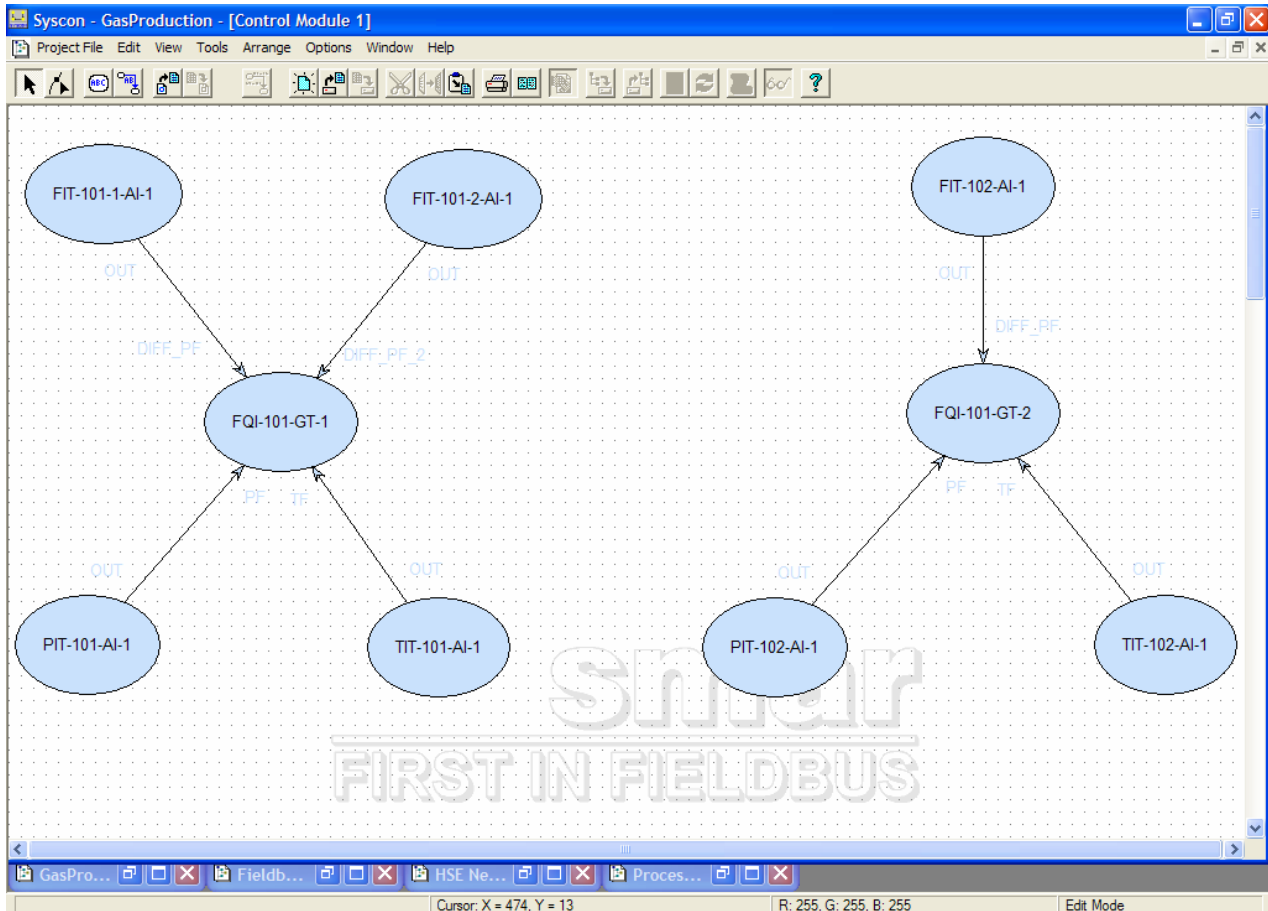 Syscon - GasProduction - [Control Module 1]
Project File Edit View Tools Arrange Options Window Help
FIT-101-1-AI-1
FIT-101-2-AI-1
FIT-102-AI-1
OUT
OUT
OUT
DIFF_PF
DIFF_PF_2
DIFF_PF
FQI-101-GT-1
FQI-101-GT-2
PF
TF
PF
TF
OUT
OUT
OUT
OUT
PIT-101-AI-1
TIT-101-AI-1
PIT-102-AI-1
TIT-102-AI-1
smar
FIRST IN FIELDBUS
GasPro...
Fieldb...
HSE Ne...
Proces...
Cursor: X = 474, Y = 13
R: 255, G: 255, B: 255
Edit Mode